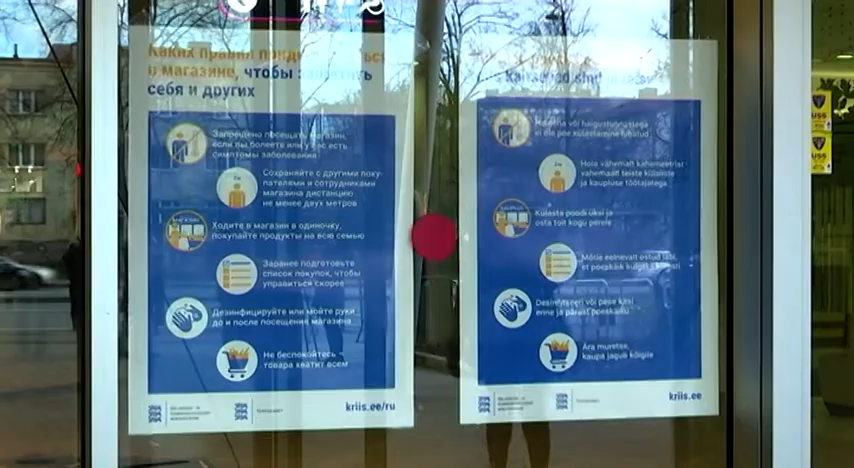 Каких правил
в магазине, чтобы защитить
себя и других
Запрещено посещать магазин,
если вы болеете или у вас есть
симптомы заболевания
Сохраняйте с другими поку-
пателями и сотрудниками
магазина дистанцию
не менее двух метров
Ходите в магазин в одиночку,
покупайте продукты на всю семью
Заранее подготовьте
список покупок, чтобы
управиться скорее
Дезинфицируйте или мойте руки
до и после посещения магазина
Не беспокойтесь -
товара хватит всем
kriis.ee/ru
kaitsevad sind
või haigustunnustega
ei ole poe külastamine lubatud
Hoia vähemalt kahemeetrist
vahemaad teiste külastajate
ja kaupluse töötajatega
Külasta poodi üksi ja
osta toit kogu perele
Mõtle eelnevalt ostud läbi,
et poeskäik kulgeks
Desinfitseeri või pese käsi
enne ja pärast poeskäiku
Ära muretse,
kaupa jagub kõigile
kriis.ee